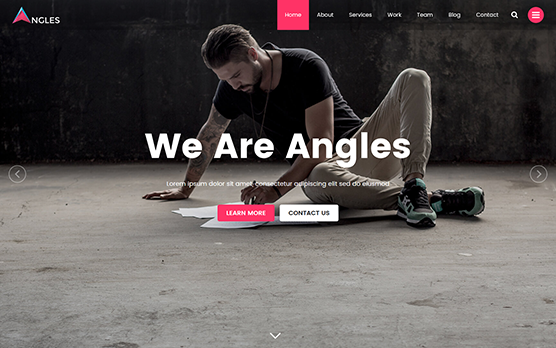 ANGLES
Home About Services Work Team Blog Contact
We Are Angles
Lorem ipsum dolor sit amet, consectetur adipiscing elit sed do eiusmod
LEARN MORE CONTACT US